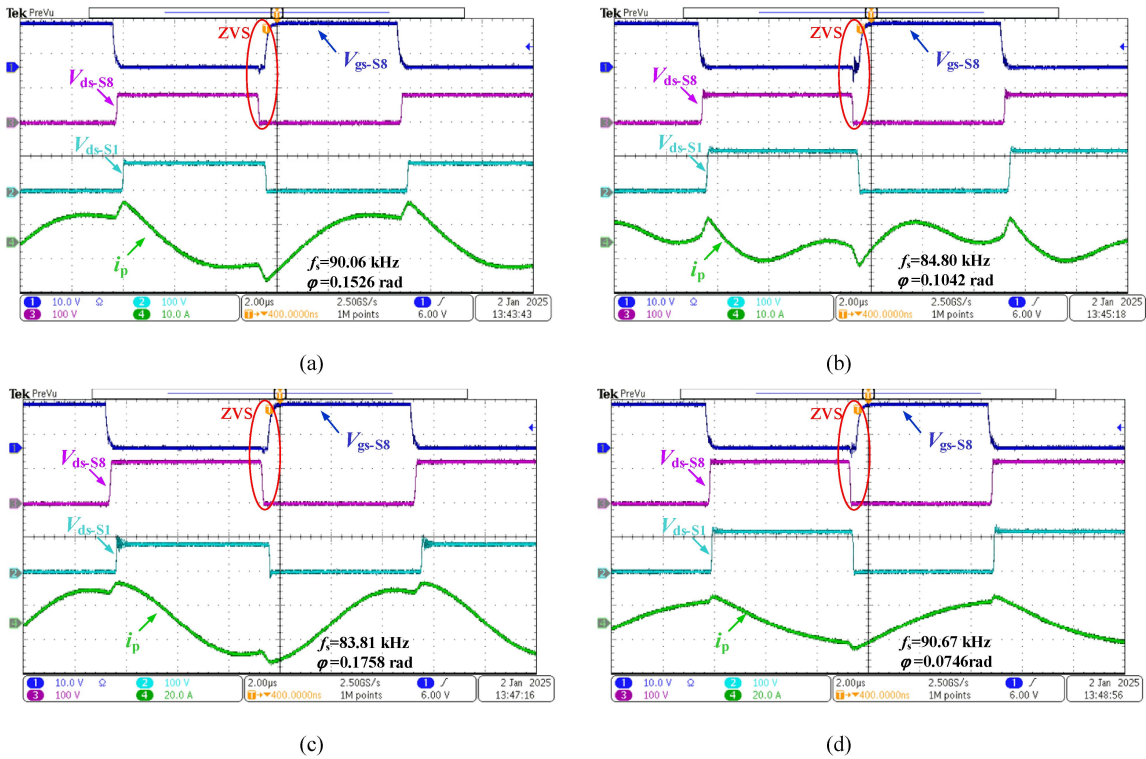 Tek PreVu
ZVS
Vgs-S8
Vds-S8
Vds-S1
ip
fs=90.06 kHz
φ=0.1526 rad
1 10.0 V Ω 2 100 V 2.00µs 2.50GS/s 1 ∫ 2 Jan 2025
3 100 V 4 10.0 A T→▼400.0000ns 1M points 6.00 V 13:43:43
(a)
Tek PreVu
ZVS
Vgs-S8
Vds-S8
Vds-S1
ip
fs=84.80 kHz
φ=0.1042 rad
1 10.0 V Ω 2 100 V 2.00µs 2.50GS/s 1 ∫ 2 Jan 2025
3 100 V 4 10.0 A T→▼400.0000ns 1M points 6.00 V 13:45:18
(b)
Tek PreVu
ZVS
Vgs-S8
Vds-S8
Vds-S1
ip
fs=83.81 kHz
φ=0.1758 rad
1 10.0 V Ω 2 100 V 2.00µs 2.50GS/s 1 ∫ 2 Jan 2025
3 100 V 4 20.0 A T→▼400.0000ns 1M points 6.00 V 13:47:16
(c)
Tek PreVu
ZVS
Vgs-S8
Vds-S8
Vds-S1
ip
fs=90.67 kHz
φ=0.0746rad
1 10.0 V Ω 2 100 V 2.00µs 2.50GS/s 1 ∫ 2 Jan 2025
3 100 V 4 20.0 A T→▼400.0000ns 1M points 6.00 V 13:48:56
(d)